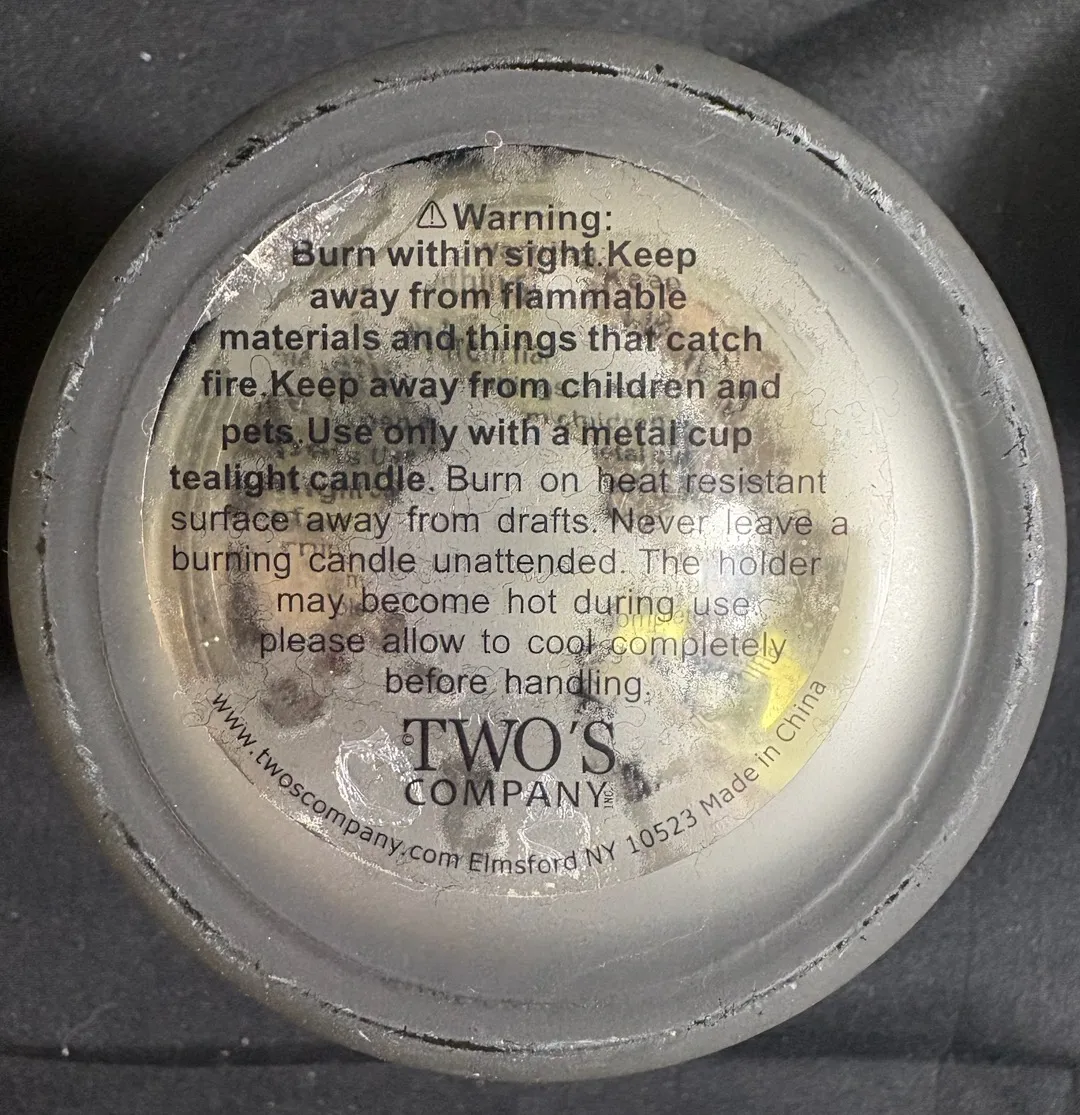 ⚠Warning:
Burn within sight.Keep
away from flammable
materials and things that catch
fire.Keep away from children and
pets.Use only with a metal cup
tealight candle. Burn on heat resistant
surface away from drafts. Never leave a
burning candle unattended. The holder
may become hot during use.
please allow to cool completely
before handling.
©TWO'S
COMPANY INC.
www.twoscompany.com Elmsford NY 10523 Made in China